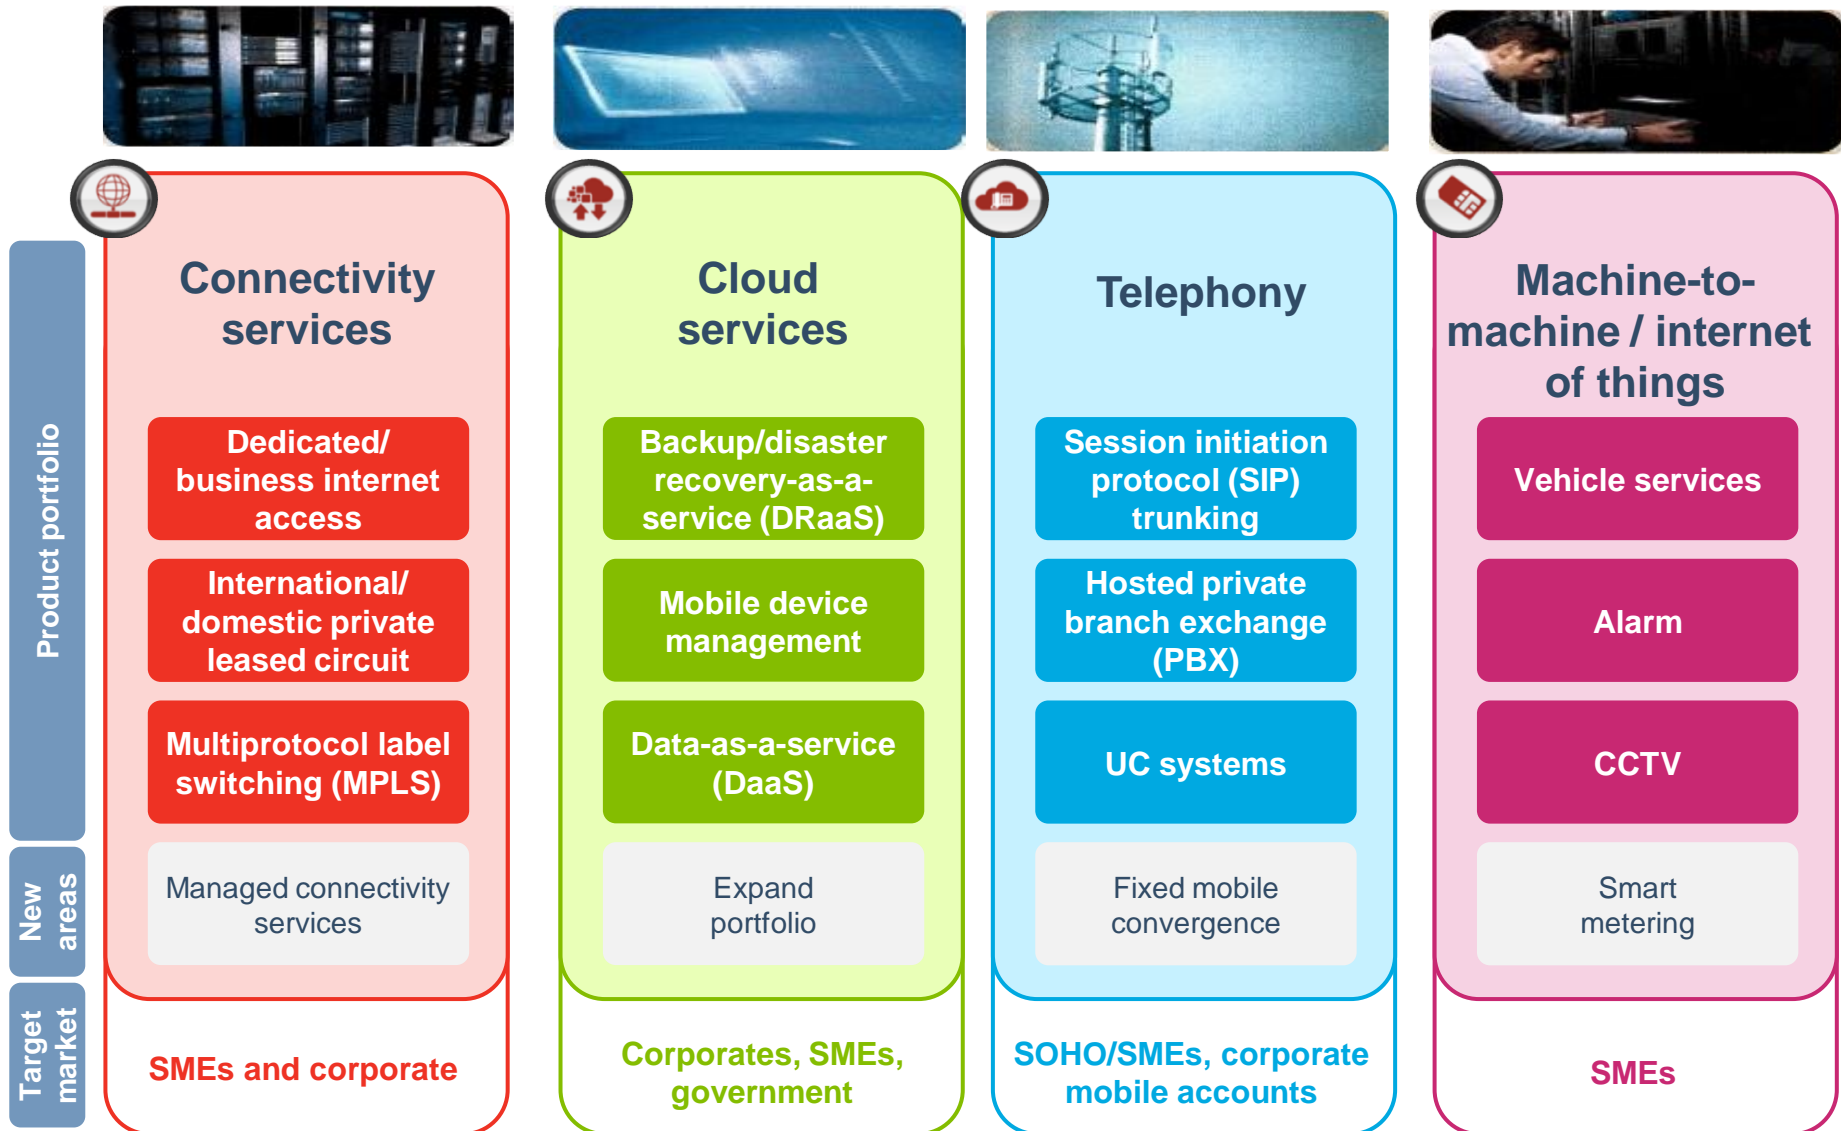 Connectivity
services
Cloud
services
Telephony
Machine-to-
machine / internet
of things
Product portfolio
Dedicated/
business internet
access
Backup/disaster
recovery-as-a-
service (DRaaS)
Session initiation
protocol (SIP)
trunking
Vehicle services
International/
domestic private
leased circuit
Mobile device
management
Hosted private
branch exchange
(PBX)
Alarm
Multiprotocol label
switching (MPLS)
Data-as-a-service
(DaaS)
UC systems
CCTV
New
areas
Managed connectivity
services
Expand
portfolio
Fixed mobile
convergence
Smart
metering
Target
market
SMEs and corporate
Corporates, SMEs,
government
SOHO/SMEs, corporate
mobile accounts
SMEs